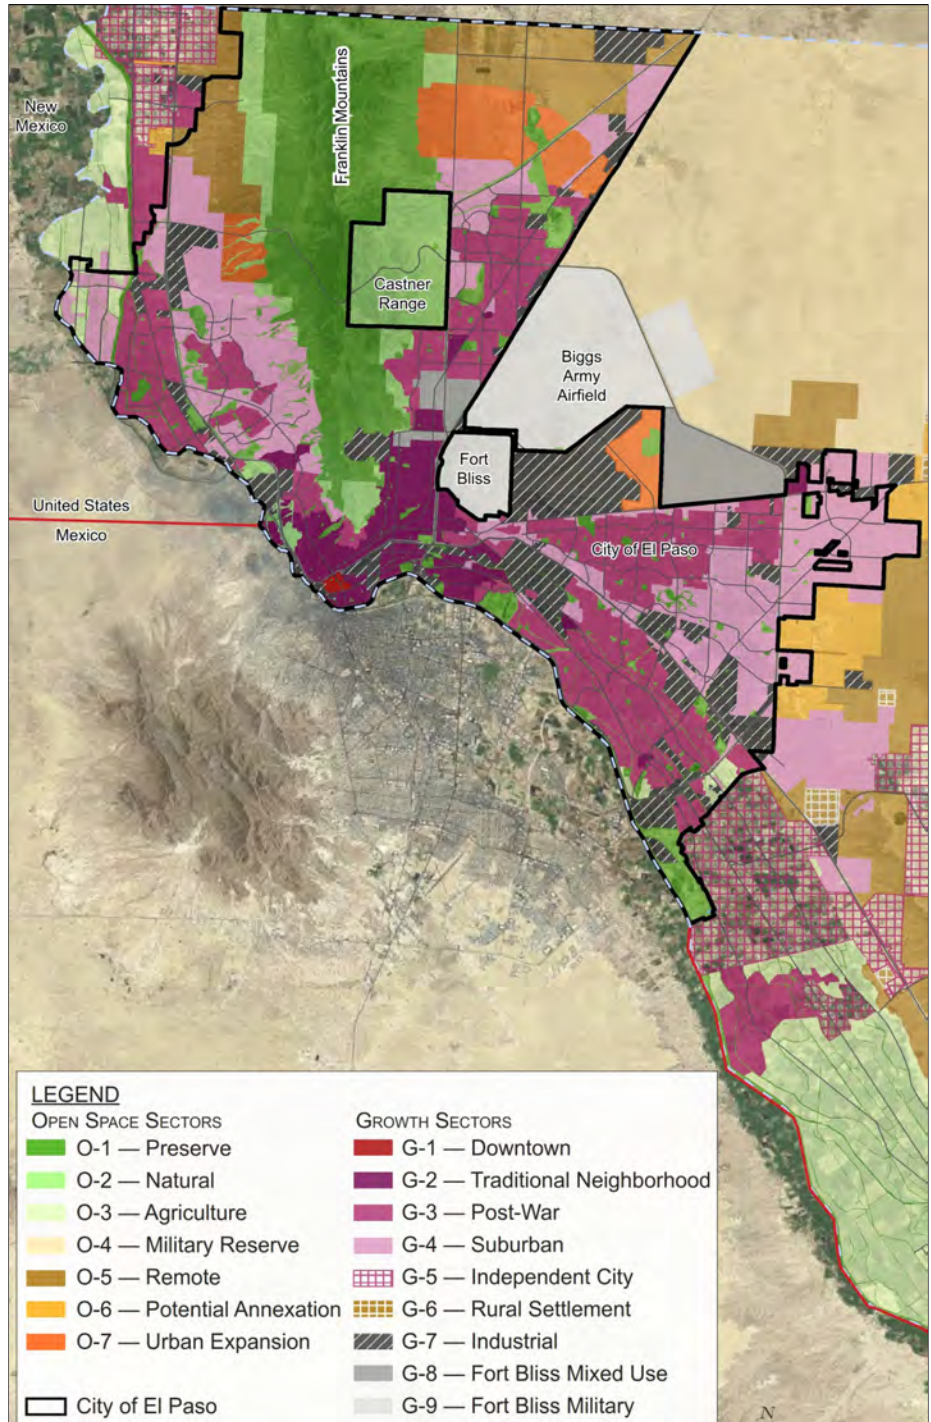 Franklin Mountains
New
Mexico
Castner
Range
Biggs
Army
Airfield
Fort
Bliss
United States
Mexico
City of El Paso
LEGEND
OPEN SPACE SECTORS
O-1 — Preserve
O-2 — Natural
O-3 — Agriculture
O-4 — Military Reserve
O-5 — Remote
O-6 — Potential Annexation
O-7 — Urban Expansion
City of El Paso
GROWTH SECTORS
G-1 — Downtown
G-2 — Traditional Neighborhood
G-3 — Post-War
G-4 — Suburban
G-5 — Independent City
G-6 — Rural Settlement
G-7 — Industrial
G-8 — Fort Bliss Mixed Use
G-9 — Fort Bliss Military
N